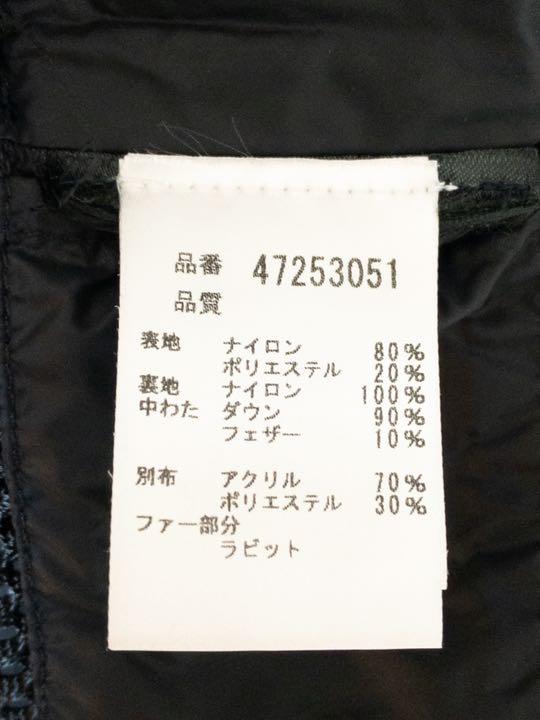 品番 47253051
品質
表地 ナイロン 80%
ポリエステル 20%
裏地 ナイロン 100%
中わた ダウン 90%
フェザー 10%
別布 アクリル 70%
ポリエステル 30%
ファー部分
ラビット